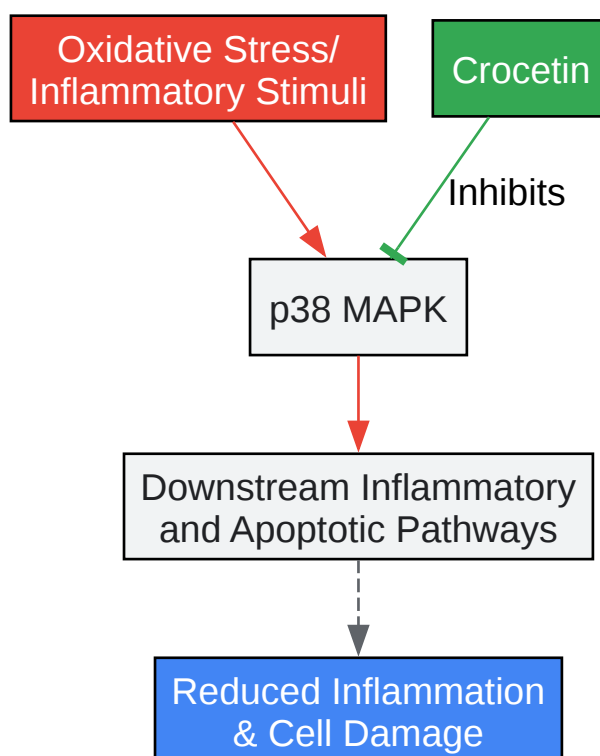 Oxidative Stress/
Inflammatory Stimuli
Crocetin
Inhibits
p38 MAPK
Downstream Inflammatory
and Apoptotic Pathways
Reduced Inflammation
& Cell Damage